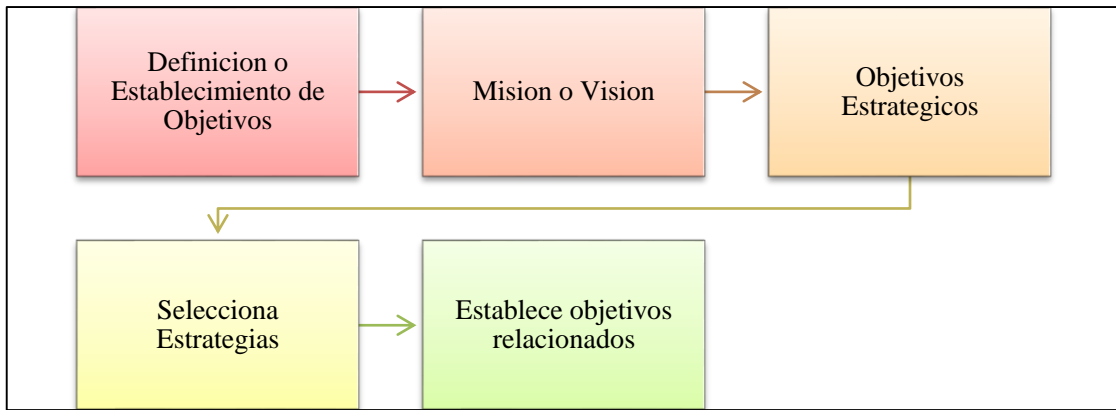 Definicion o
Establecimiento de
Objetivos
Mision o Vision
Objetivos
Estrategicos
Selecciona
Estrategias
Establece objetivos
relacionados